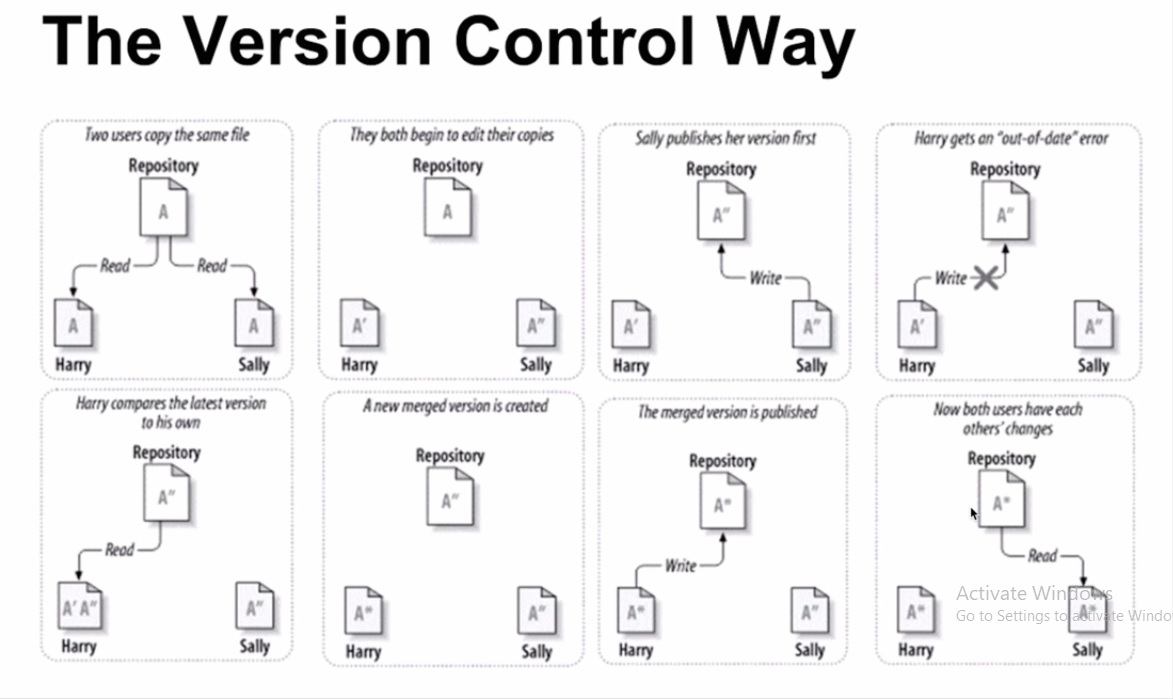 The Version Control Way
Two users copy the same file
Repository
A
Read
Read
A
A
Harry
Sally
They both begin to edit their copies
Repository
A
A'
A"
Harry
Sally
Sally publishes her version first
Repository
A"
Write
A'
A"
Harry
Sally
Harry gets an "out-of-date" error
Repository
A"
Write
A'
A"
Harry
Sally
Harry compares the latest version
to his own
Repository
A"
Read
A' A"
A"
Harry
Sally
A new merged version is created
Repository
A"
A*
A"
Harry
Sally
The merged version is published
Repository
A*
Write
A*
A"
Harry
Sally
Now both users have each
others' changes
Repository
A*
Read
A*
A*
Harry
Sally
Activate Windows
Go to Settings to activate Windo